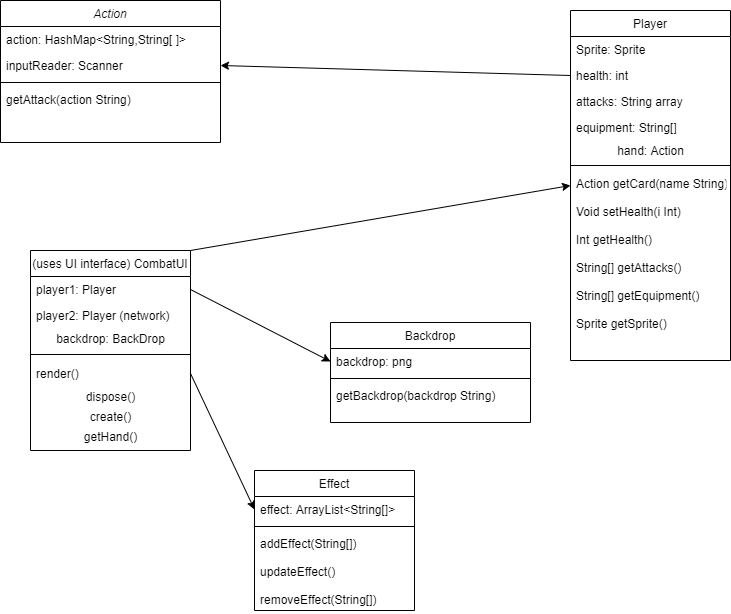 Action
action: HashMap<String,String[ ]>
inputReader: Scanner
getAttack(action String)
Player
Sprite: Sprite
health: int
attacks: String array
equipment: String[]
hand: Action
Action getCard(name String)
Void setHealth(i Int)
Int getHealth()
String[] getAttacks()
String[] getEquipment()
Sprite getSprite()
(uses UI interface) CombatUI
player1: Player
player2: Player (network)
backdrop: BackDrop
render()
dispose()
create()
getHand()
Backdrop
backdrop: png
getBackdrop(backdrop String)
Effect
effect: ArrayList<String[]>
addEffect(String[])
updateEffect()
removeEffect(String[])